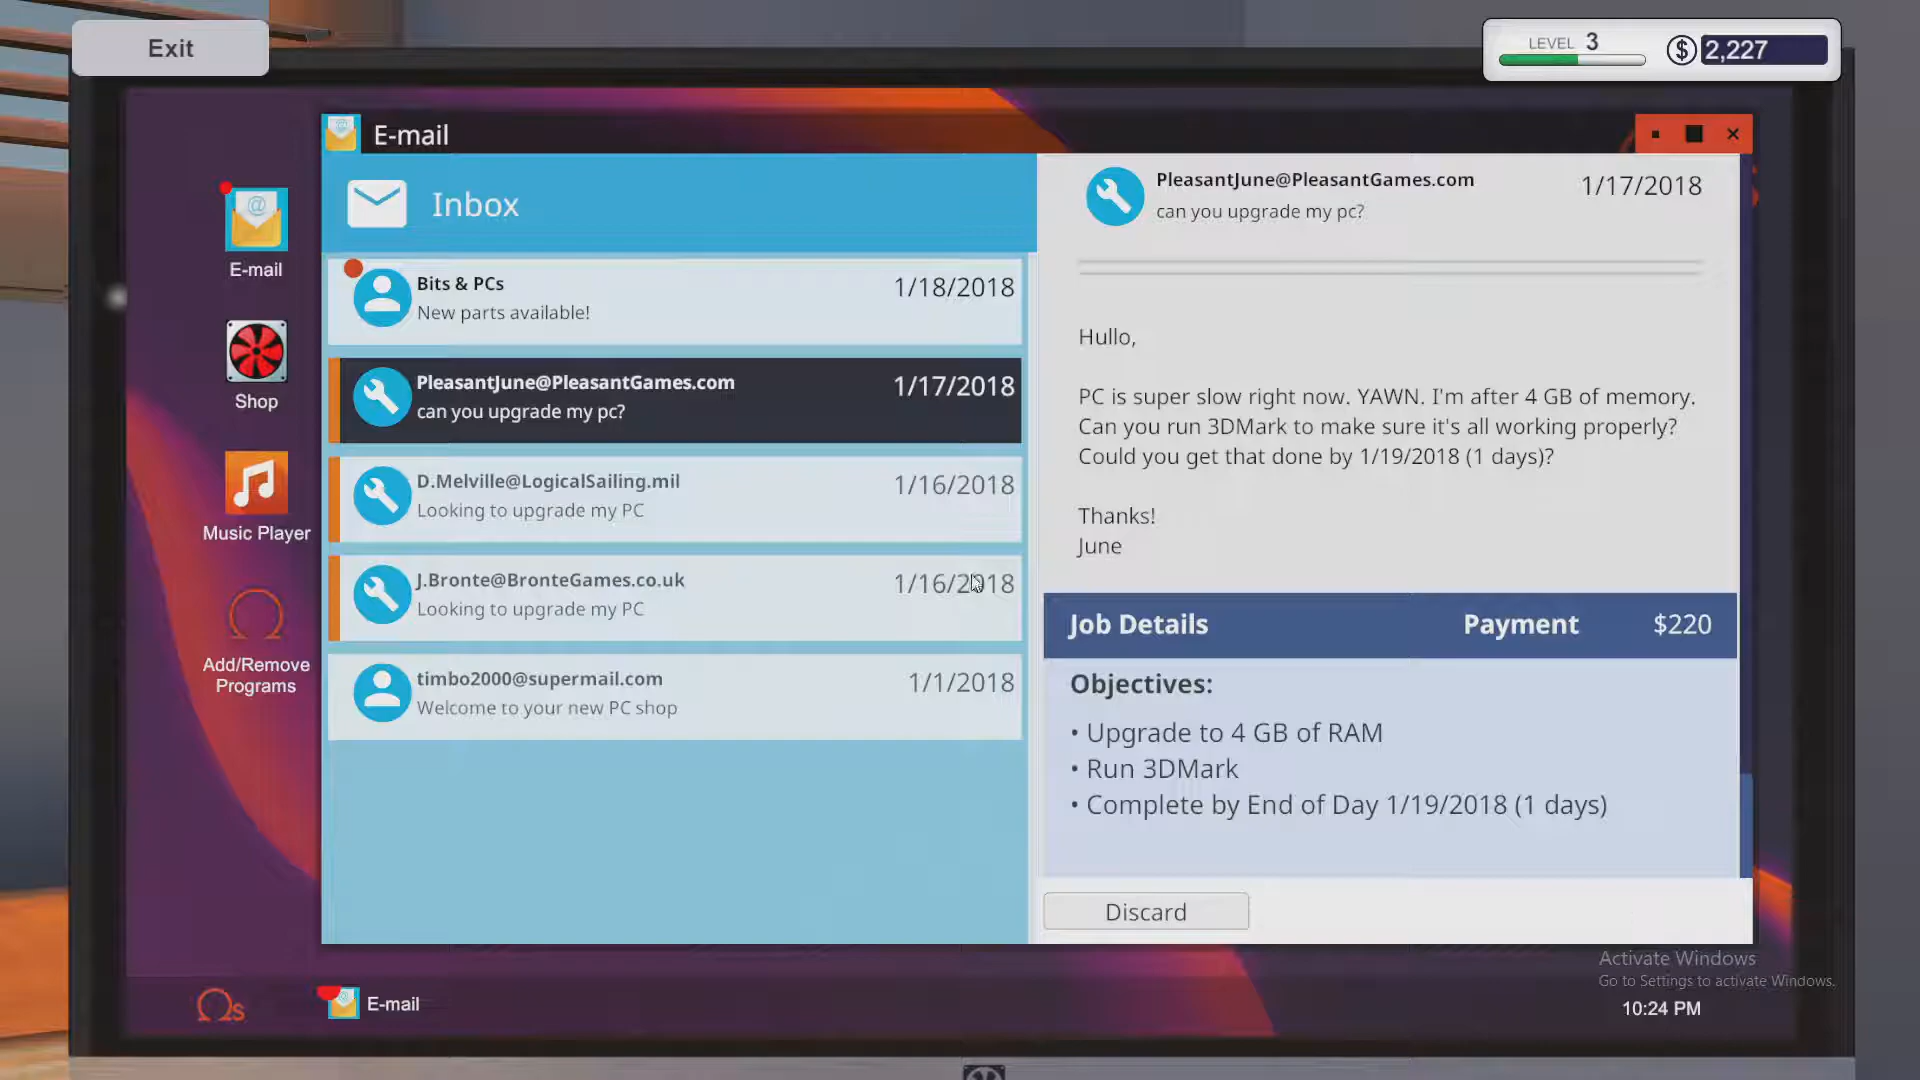 Exit
LEVEL 3
$ 2,227
E-mail
Inbox
Bits & PCs
1/18/2018
New parts available!
PleasantJune@PleasantGames.com
1/17/2018
can you upgrade my pc?
D.Melville@LogicalSailing.mil
1/16/2018
Looking to upgrade my PC
J.Bronte@BronteGames.co.uk
1/16/2018
Looking to upgrade my PC
timbo2000@supermail.com
1/1/2018
Welcome to your new PC shop
PleasantJune@PleasantGames.com
1/17/2018
can you upgrade my pc?
Hullo,
PC is super slow right now. YAWN. I'm after 4 GB of memory.
Can you run 3DMark to make sure it's all working properly?
Could you get that done by 1/19/2018 (1 days)?
Thanks!
June
Job Details
Payment
$220
Objectives:
• Upgrade to 4 GB of RAM
• Run 3DMark
• Complete by End of Day 1/19/2018 (1 days)
Discard
E-mail
Shop
Music Player
Add/Remove
Programs
Ωs
E-mail
Activate Windows
Go to Settings to activate Windows.
10:24 PM